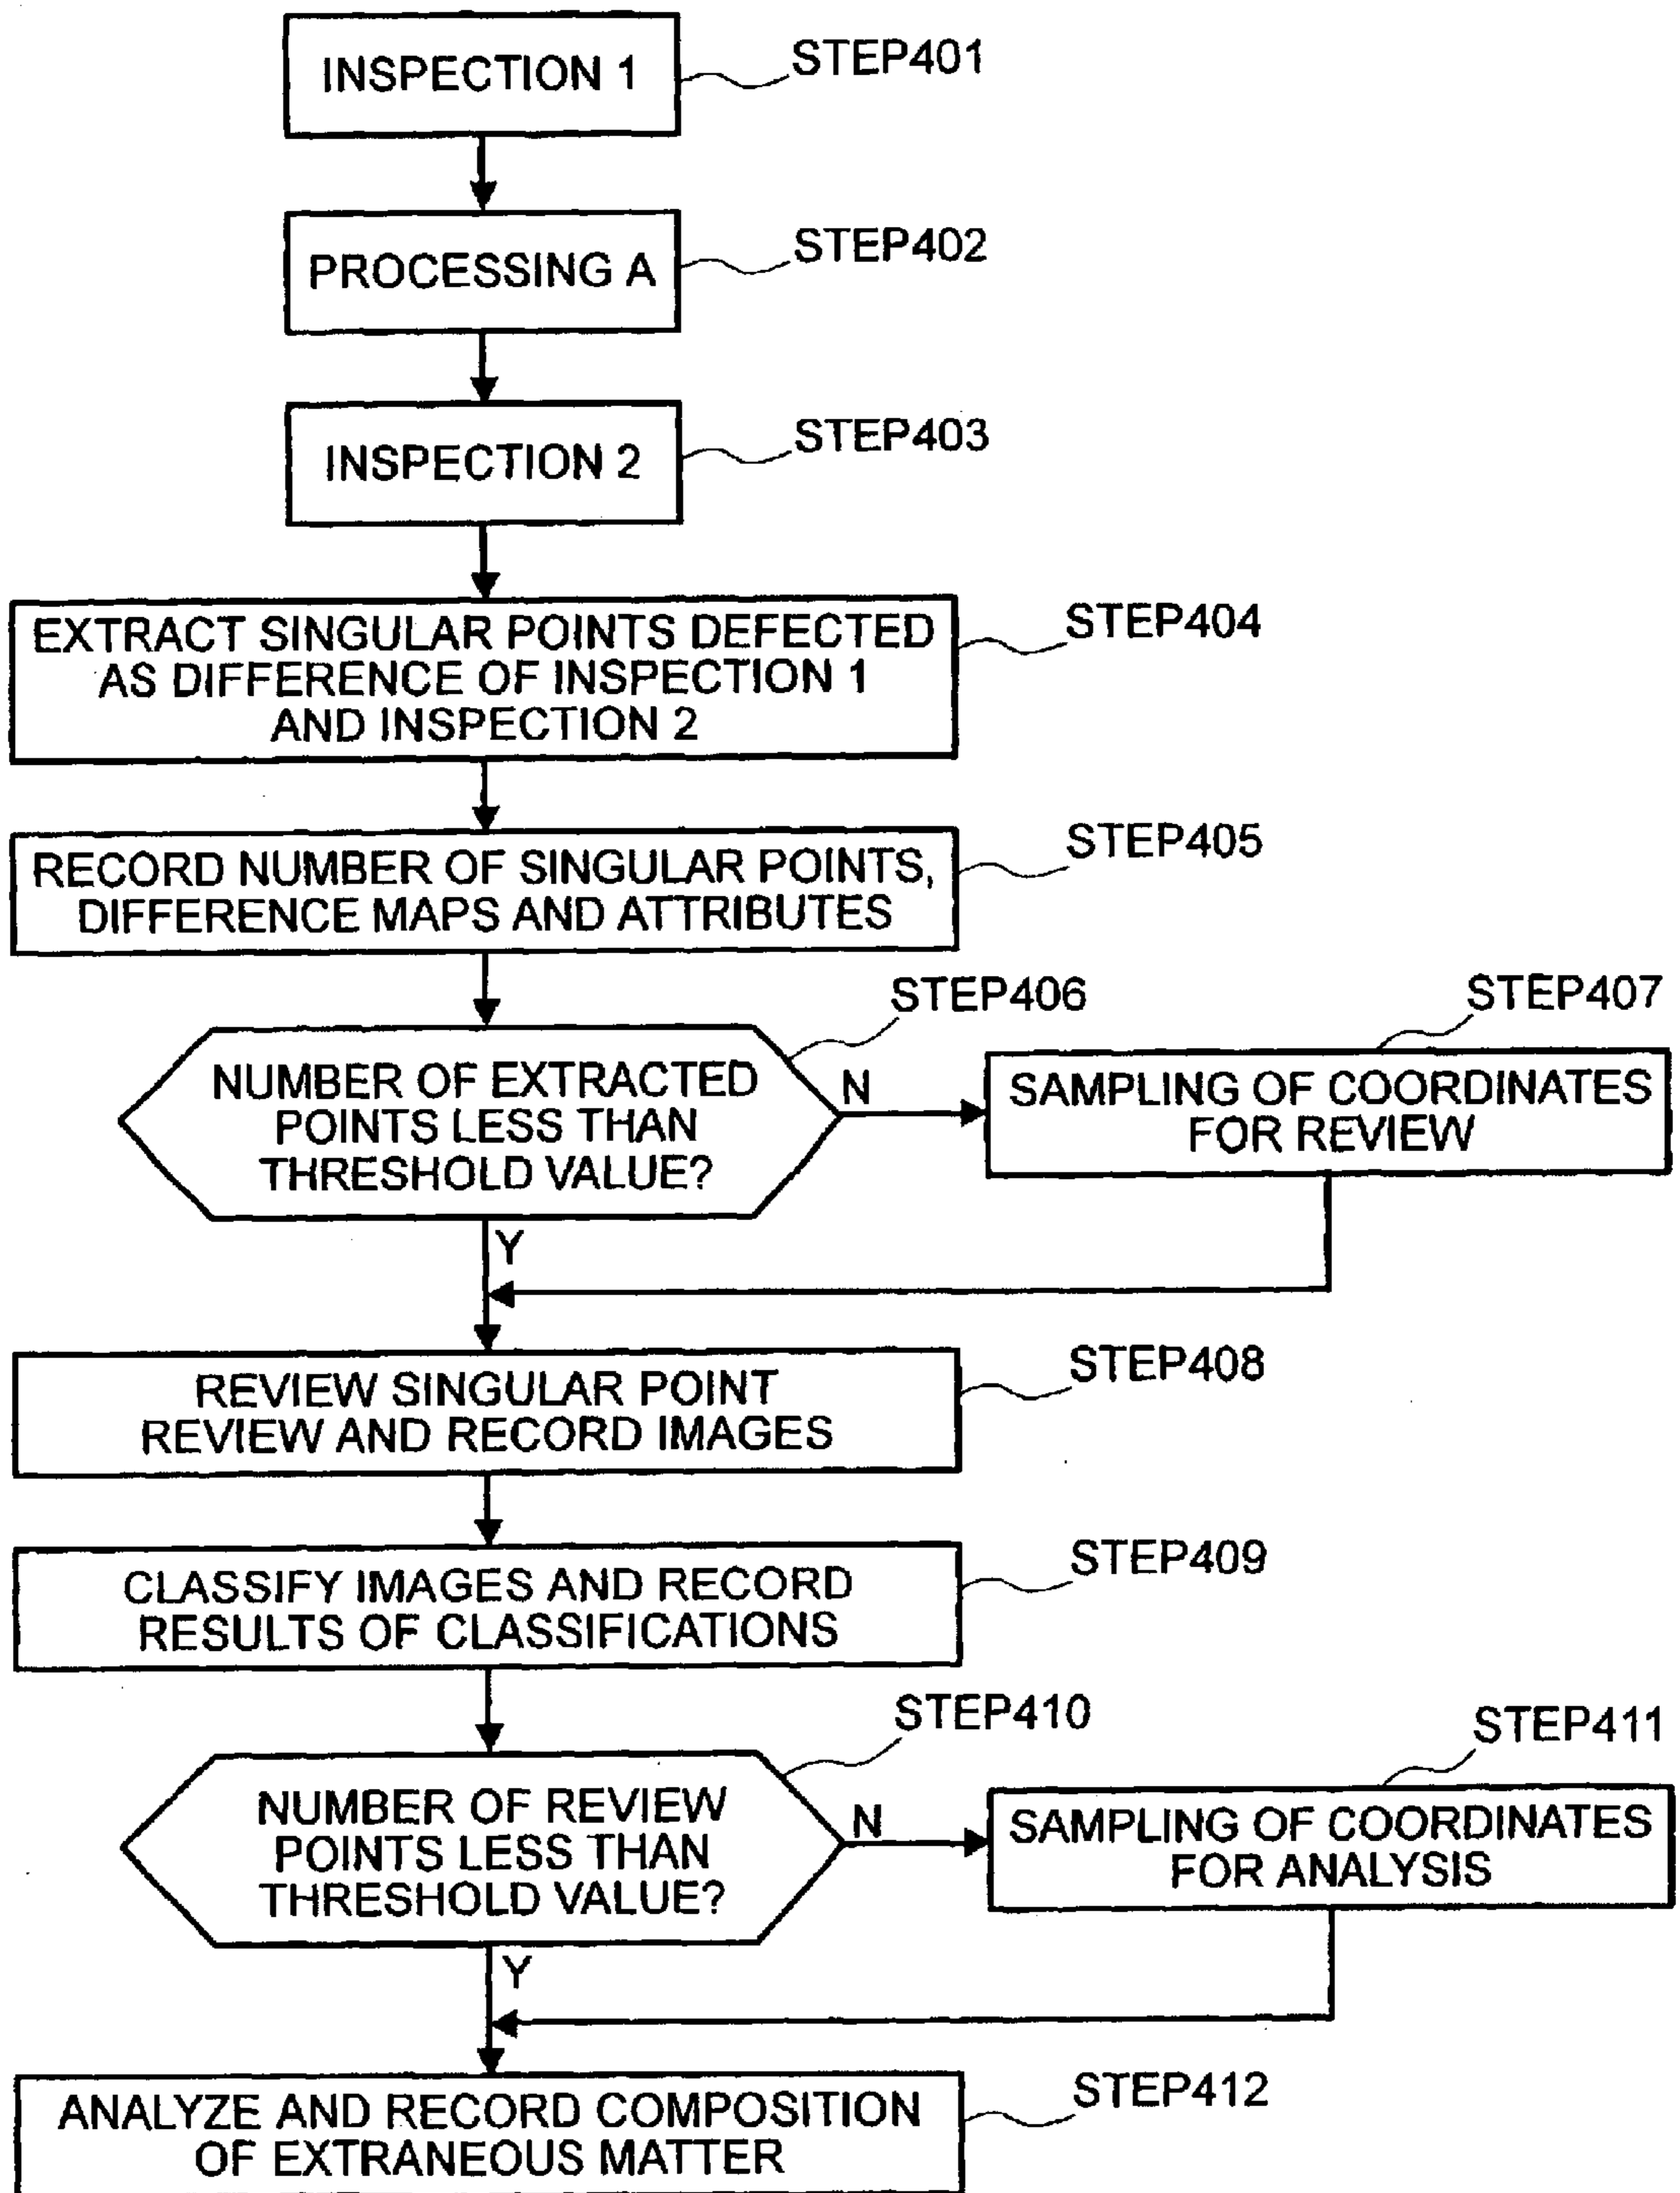 INSPECTION 1
STEP401
PROCESSING A
STEP402
INSPECTION 2
STEP403
EXTRACT SINGULAR POINTS DEFECTED
AS DIFFERENCE OF INSPECTION 1
AND INSPECTION 2
STEP404
RECORD NUMBER OF SINGULAR POINTS,
DIFFERENCE MAPS AND ATTRIBUTES
STEP405
NUMBER OF EXTRACTED
POINTS LESS THAN
THRESHOLD VALUE?
STEP406
N
Y
SAMPLING OF COORDINATES
FOR REVIEW
STEP407
REVIEW SINGULAR POINT
REVIEW AND RECORD IMAGES
STEP408
CLASSIFY IMAGES AND RECORD
RESULTS OF CLASSIFICATIONS
STEP409
NUMBER OF REVIEW
POINTS LESS THAN
THRESHOLD VALUE?
STEP410
N
Y
SAMPLING OF COORDINATES
FOR ANALYSIS
STEP411
ANALYZE AND RECORD COMPOSITION
OF EXTRANEOUS MATTER
STEP412